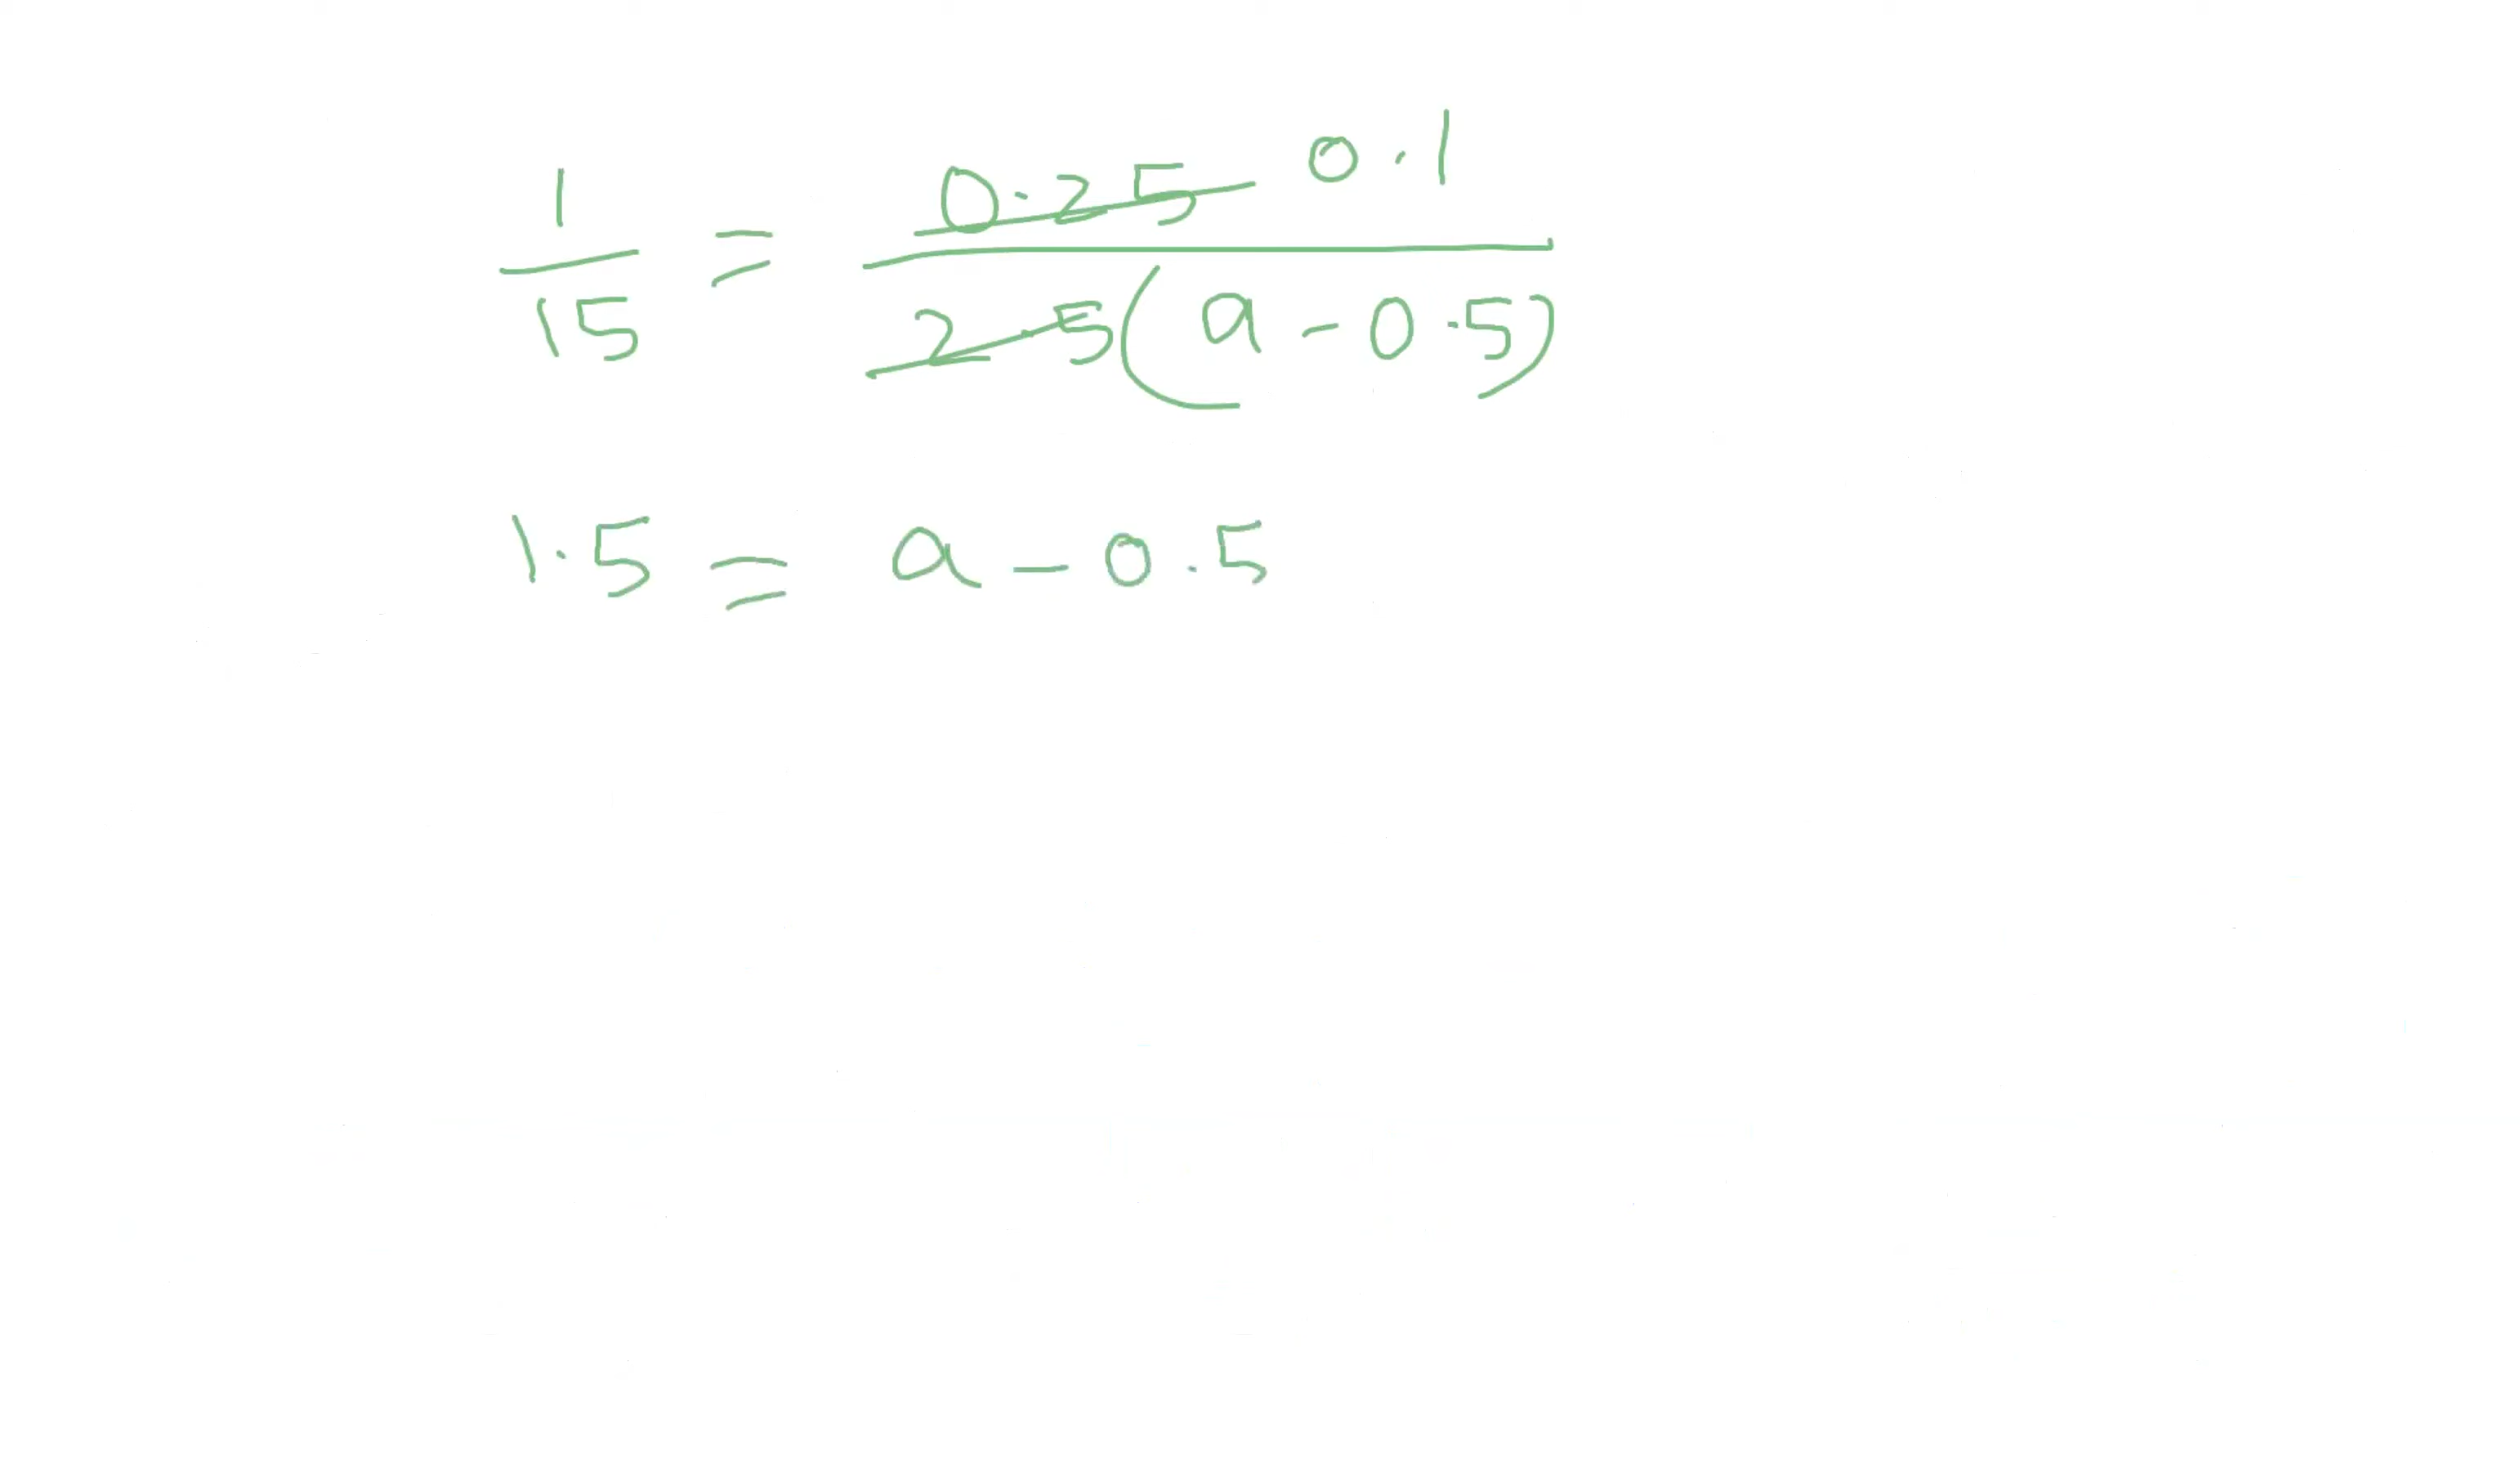 1/15 = 0.25 0.1 / 2.5(a - 0.5)
1.5 = a - 0.5